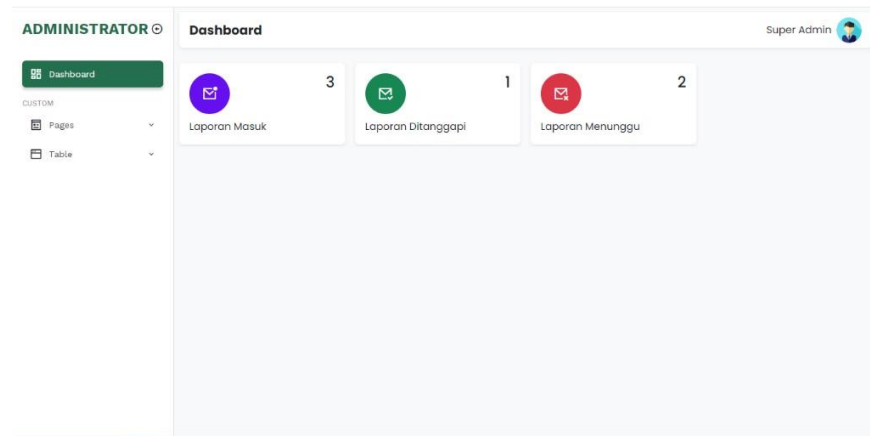 ADMINISTRATOR
Dashboard
CUSTOM
Pages
Table
Dashboard
Super Admin
3
Laporan Masuk
1
Laporan Ditanggapi
2
Laporan Menunggu